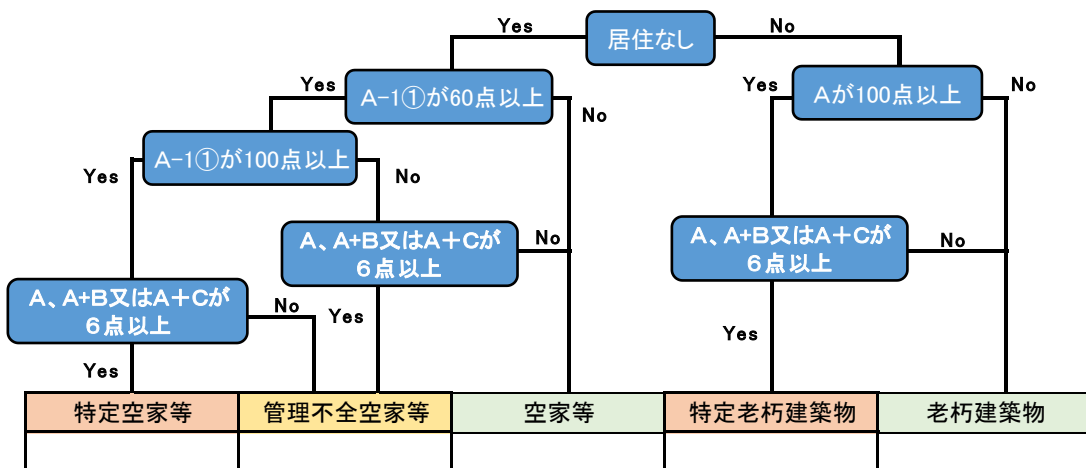 Yes
居住なし
No
Yes
A-1①が60点以上
No
Yes
Aが100点以上
No
A-1①が100点以上
Yes
No
A、A+B又はA＋Cが
６点以上
No
A、A+B又はA＋Cが
６点以上
No
A、A+B又はA＋Cが
６点以上
No
Yes
Yes
Yes
特定空家等
管理不全空家等
空家等
特定老朽建築物
老朽建築物